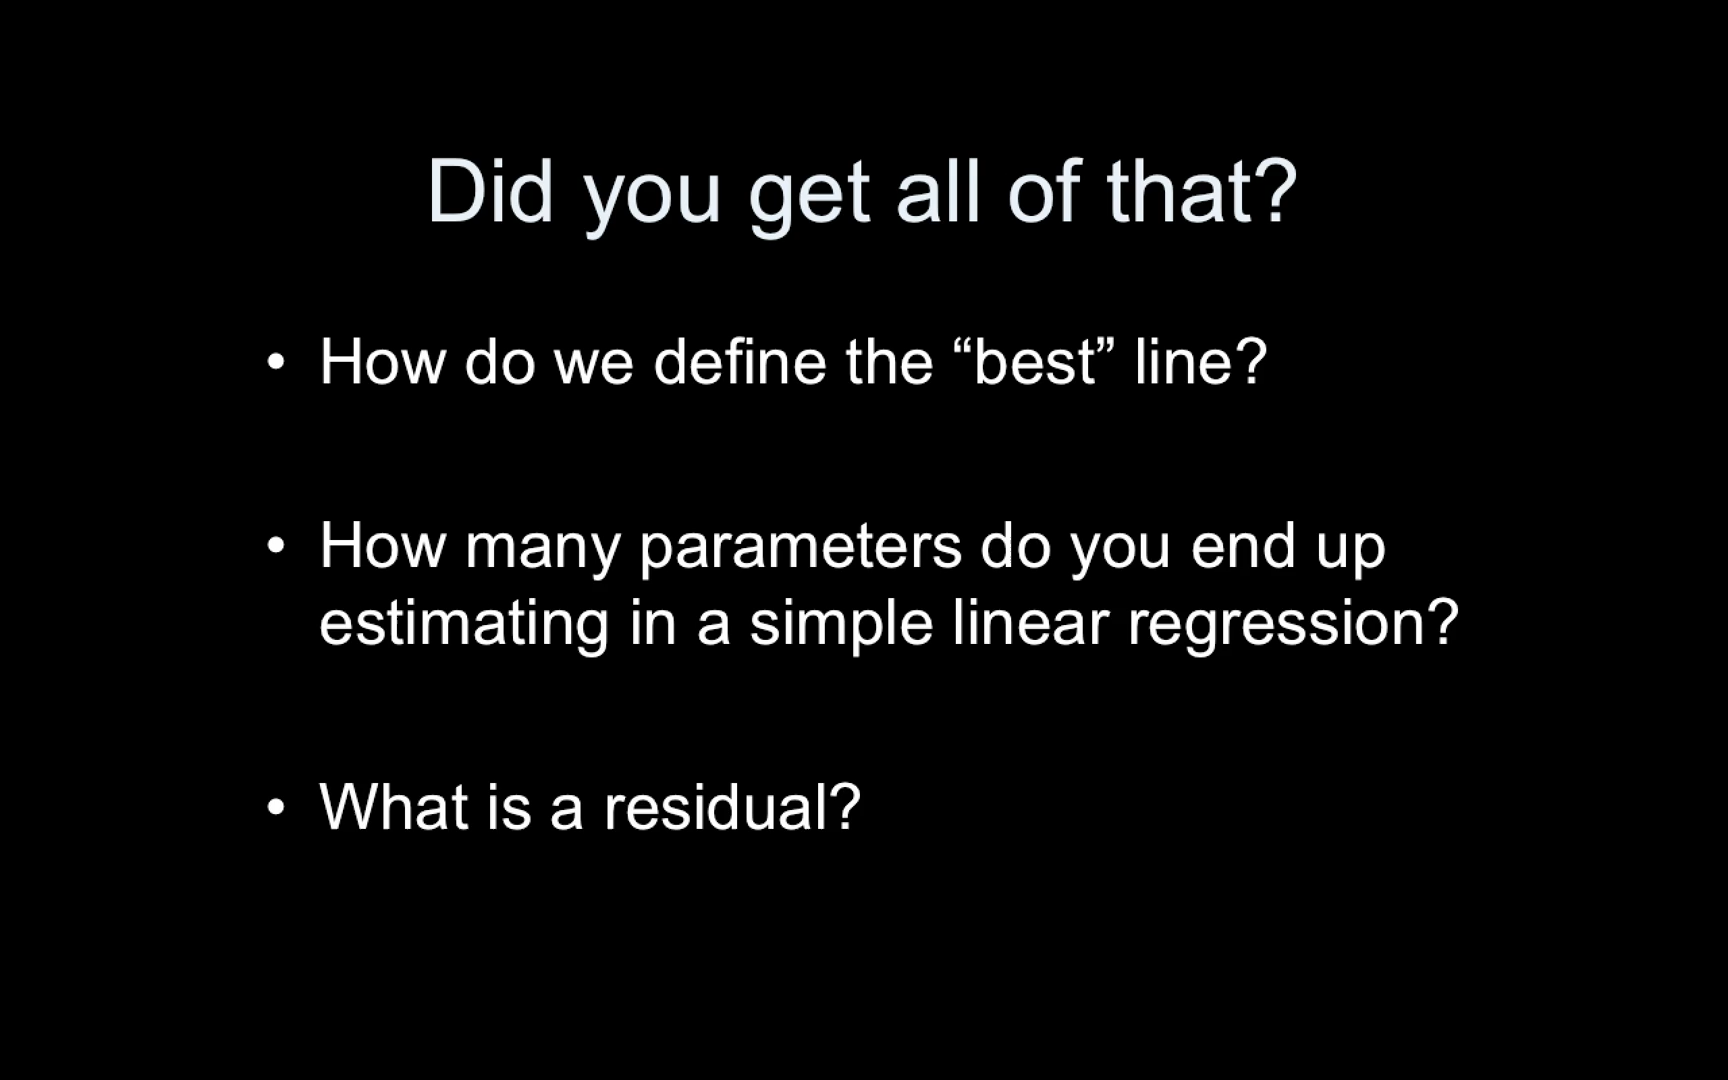 Did you get all of that?
• How do we define the “best” line?
• How many parameters do you end up
estimating in a simple linear regression?
• What is a residual?